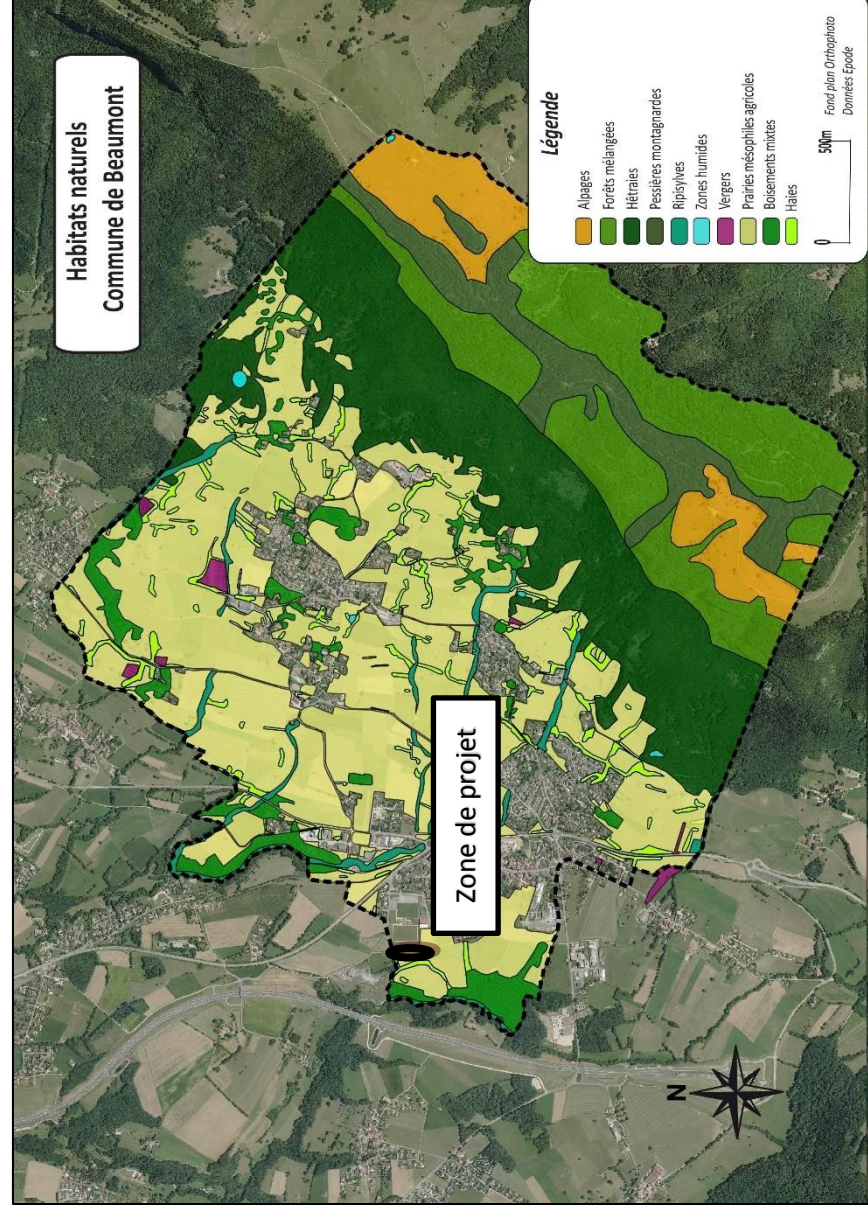 Habitats naturels
Commune de Beaumont
Zone de projet
N
Légende
Alpages
Forêts mélangées
Hêtraies
Pessières montagnardes
Ripisylves
Zones humides
Vergers
Prairies mésophiles agricoles
Boisements mixtes
Haies
0 500m
Fond plan Orthophoto
Données Epode